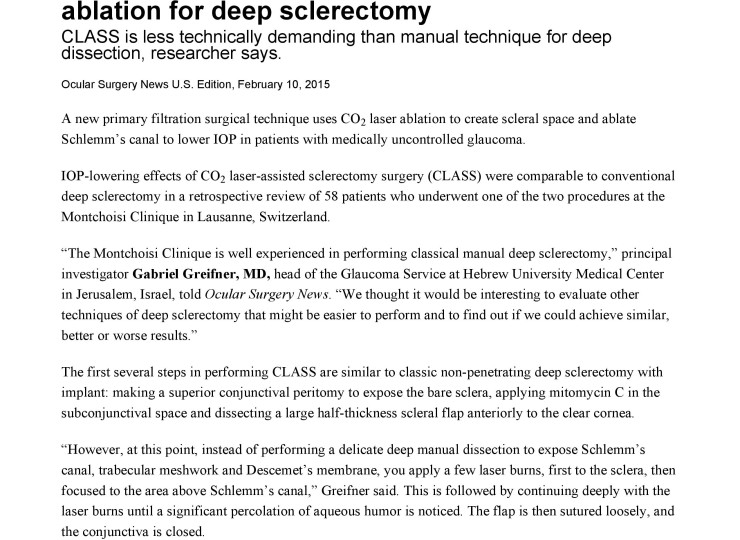 ablation for deep sclerectomy
CLASS is less technically demanding than manual technique for deep
dissection, researcher says.
Ocular Surgery News U.S. Edition, February 10, 2015
A new primary filtration surgical technique uses CO₂ laser ablation to create scleral space and ablate
Schlemm’s canal to lower IOP in patients with medically uncontrolled glaucoma.
IOP-lowering effects of CO₂ laser-assisted sclerectomy surgery (CLASS) were comparable to conventional
deep sclerectomy in a retrospective review of 58 patients who underwent one of the two procedures at the
Montchoisi Clinique in Lausanne, Switzerland.
“The Montchoisi Clinique is well experienced in performing classical manual deep sclerectomy,” principal
investigator Gabriel Greifner, MD, head of the Glaucoma Service at Hebrew University Medical Center
in Jerusalem, Israel, told Ocular Surgery News. “We thought it would be interesting to evaluate other
techniques of deep sclerectomy that might be easier to perform and to find out if we could achieve similar,
better or worse results.”
The first several steps in performing CLASS are similar to classic non-penetrating deep sclerectomy with
implant: making a superior conjunctival peritomy to expose the bare sclera, applying mitomycin C in the
subconjunctival space and dissecting a large half-thickness scleral flap anteriorly to the clear cornea.
“However, at this point, instead of performing a delicate deep manual dissection to expose Schlemm’s
canal, trabecular meshwork and Descemet’s membrane, you apply a few laser burns, first to the sclera, then
focused to the area above Schlemm’s canal,” Greifner said. This is followed by continuing deeply with the
laser burns until a significant percolation of aqueous humor is noticed. The flap is then sutured loosely, and
the conjunctiva is closed.